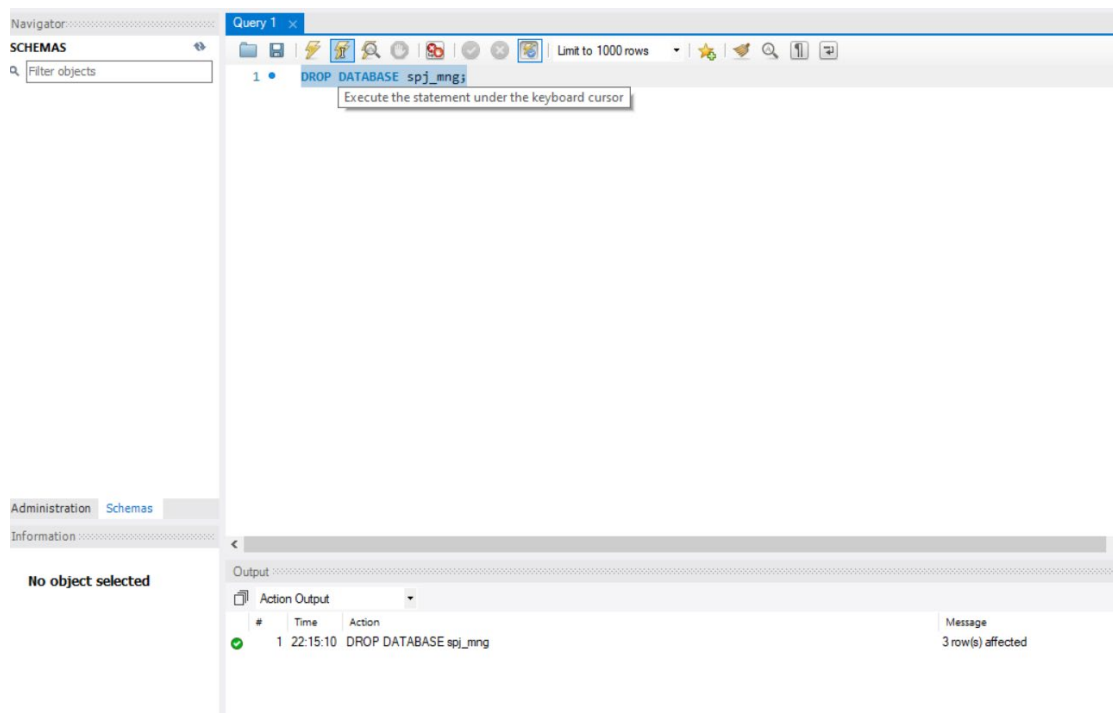 Navigator
SCHEMAS
Filter objects
Administration Schemas
Information
No object selected
Query 1
Limit to 1000 rows
1 DROP DATABASE spj_mng;
Execute the statement under the keyboard cursor
Output
Action Output
# Time Action Message
1 22:15:10 DROP DATABASE spj_mng 3 row(s) affected